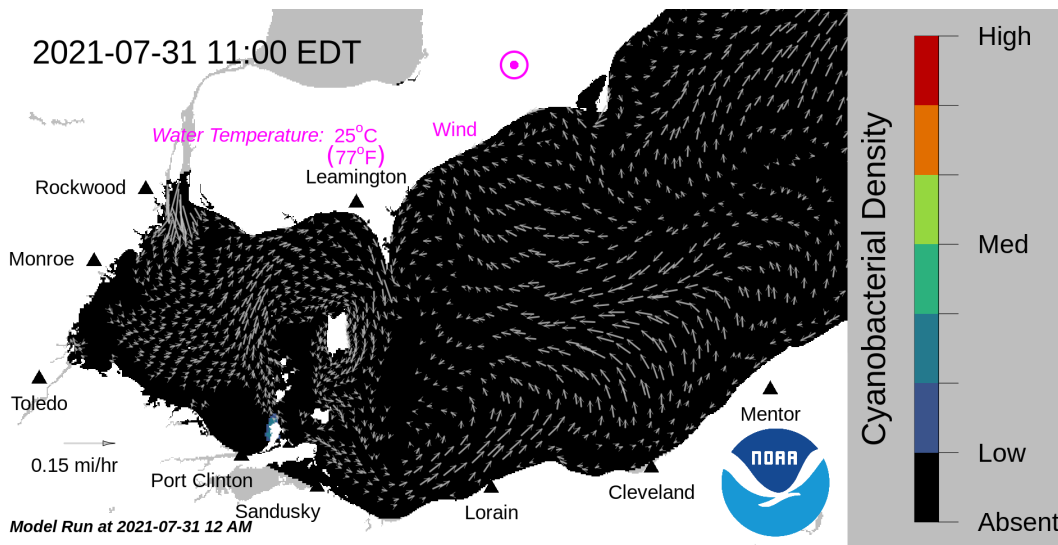 2021-07-31 11:00 EDT
Water Temperature: 25°C
(77°F)
Wind
Leamington
Rockwood
Monroe
Toledo
0.15 mi/hr
Port Clinton
Sandusky
Lorain
Cleveland
Mentor
NOAA
Model Run at 2021-07-31 12 AM
Cyanobacterial Density
High
Med
Low
Absent